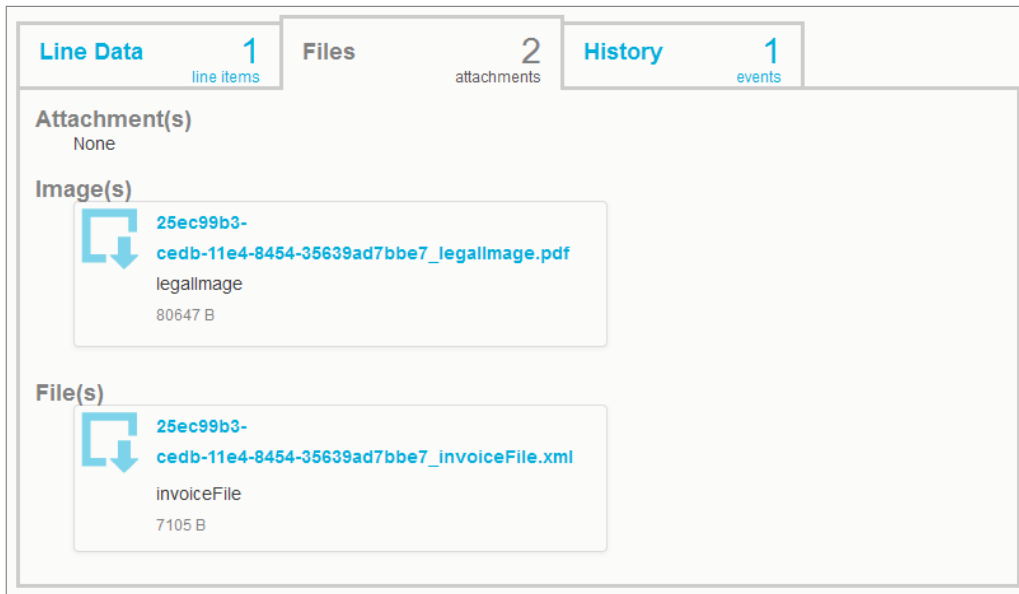 Line Data 1
line items
Files 2
attachments
History 1
events
Attachment(s)
None
Image(s)
25ec99b3-
cedb-11e4-8454-35639ad7bbe7_legalImage.pdf
legalImage
80647 B
File(s)
25ec99b3-
cedb-11e4-8454-35639ad7bbe7_invoiceFile.xml
invoiceFile
7105 B